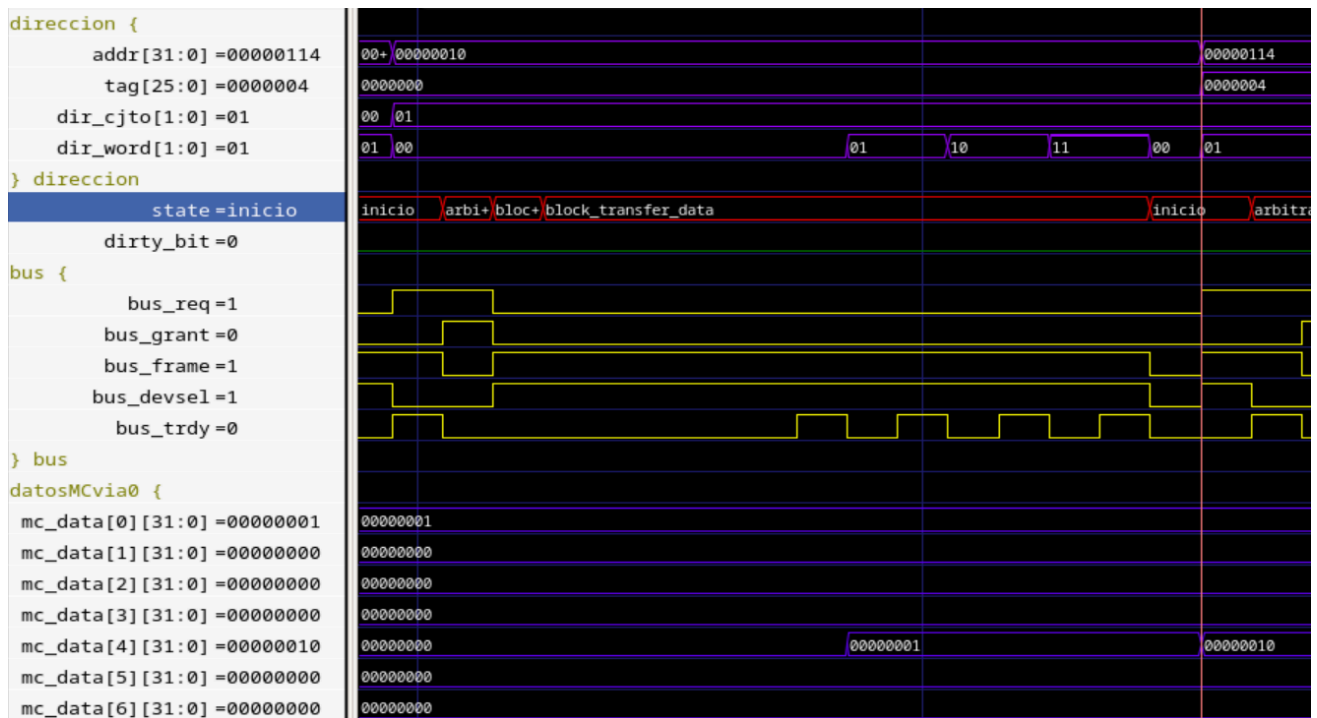 direccion {
addr[31:0] =00000114 00+ 00000010 00000114
tag[25:0] =0000004 0000000 0000004
dir_cjto[1:0] =01 00 01
dir_word[1:0] =01 01 00 01 10 11 00 01
} direccion
state =inicio inicio arbi+ bloc+ block_transfer_data inicio arbitra
dirty_bit =0
bus {
bus_req =1
bus_grant =0
bus_frame =1
bus_devsel =1
bus_trdy =0
} bus
datosMCvia0 {
mc_data[0][31:0] =00000001 00000001
mc_data[1][31:0] =00000000 00000000
mc_data[2][31:0] =00000000 00000000
mc_data[3][31:0] =00000000 00000000
mc_data[4][31:0] =00000010 00000000 00000001 00000010
mc_data[5][31:0] =00000000 00000000
mc_data[6][31:0] =00000000 00000000